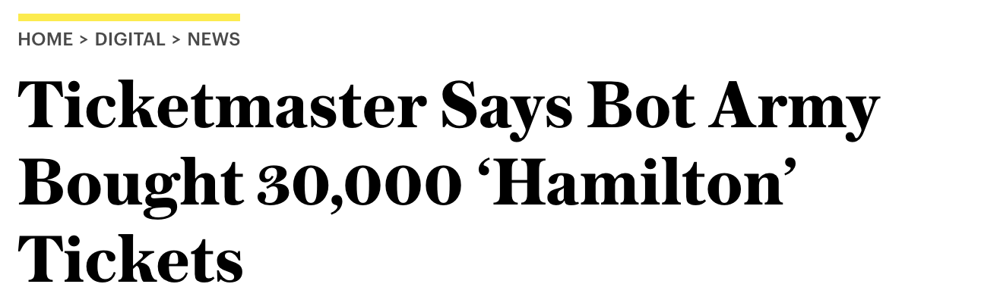 HOME > DIGITAL > NEWS
Ticketmaster Says Bot Army
Bought 30,000 ‘Hamilton’
Tickets